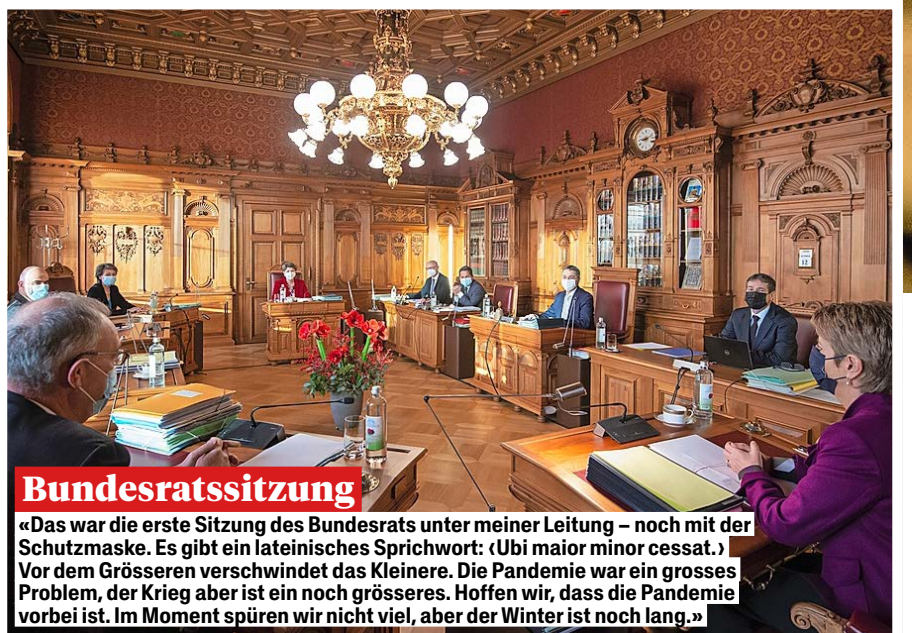 Bundesratssitzung
«Das war die erste Sitzung des Bundesrats unter meiner Leitung – noch mit der
Schutzmaske. Es gibt ein lateinisches Sprichwort: ‹Ubi maior minor cessat.›
Vor dem Grösseren verschwindet das Kleinere. Die Pandemie war ein grosses
Problem, der Krieg aber ist ein noch grösseres. Hoffen wir, dass die Pandemie
vorbei ist. Im Moment spüren wir nicht viel, aber der Winter ist noch lang.»